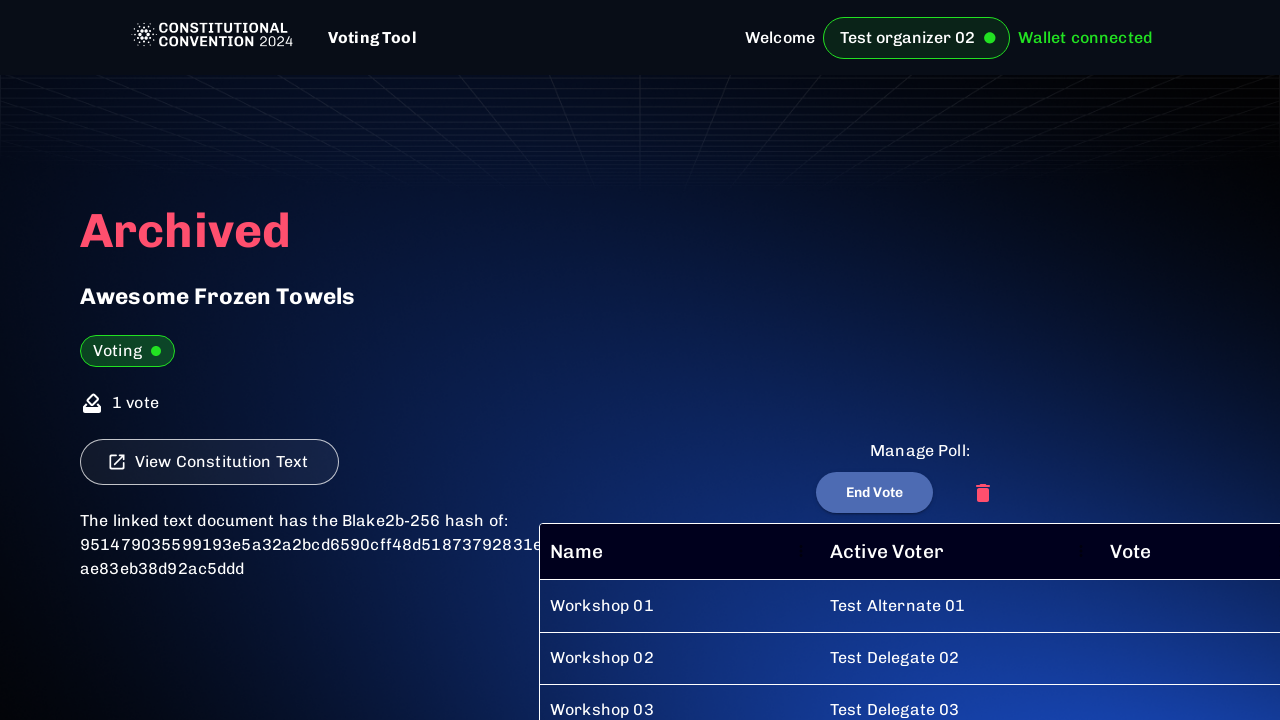 CONSTITUTIONAL
CONVENTION 2024
Voting Tool
Welcome
Test organizer 02
Wallet connected
Archived
Awesome Frozen Towels
Voting
1 vote
View Constitution Text
The linked text document has the Blake2b-256 hash of:
951479035599193e5a32a2bcd6590cff48d51873792831e
ae83eb38d92ac5ddd
Manage Poll:
End Vote
Name Active Voter Vote
Workshop 01 Test Alternate 01
Workshop 02 Test Delegate 02
Workshop 03 Test Delegate 03